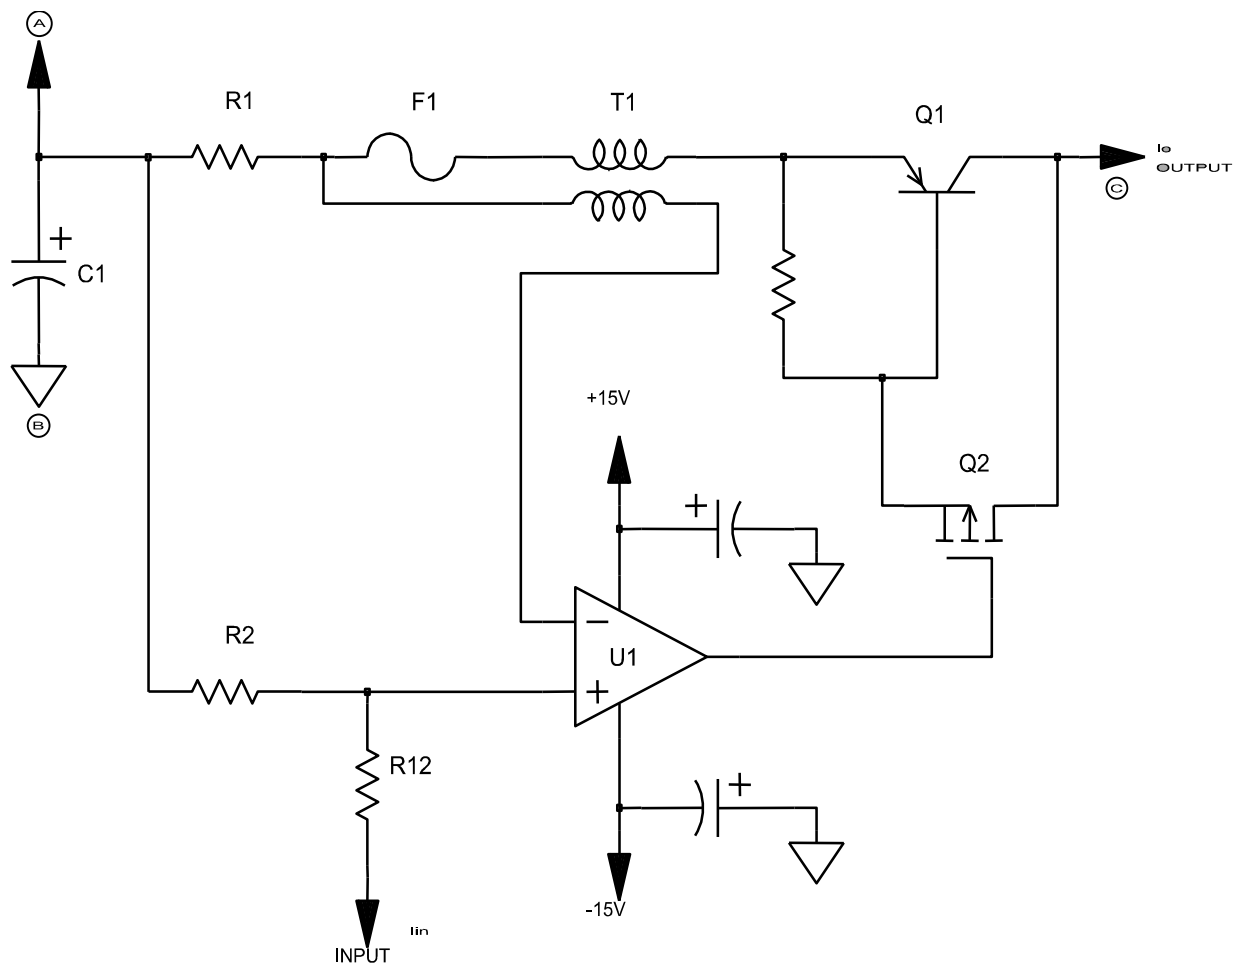 A
R1
F1
T1
Q1
Io
OUTPUT
C
+
C1
B
+15V
Q2
+
−
U1
R2
+
R12
+
-15V
Iin
INPUT